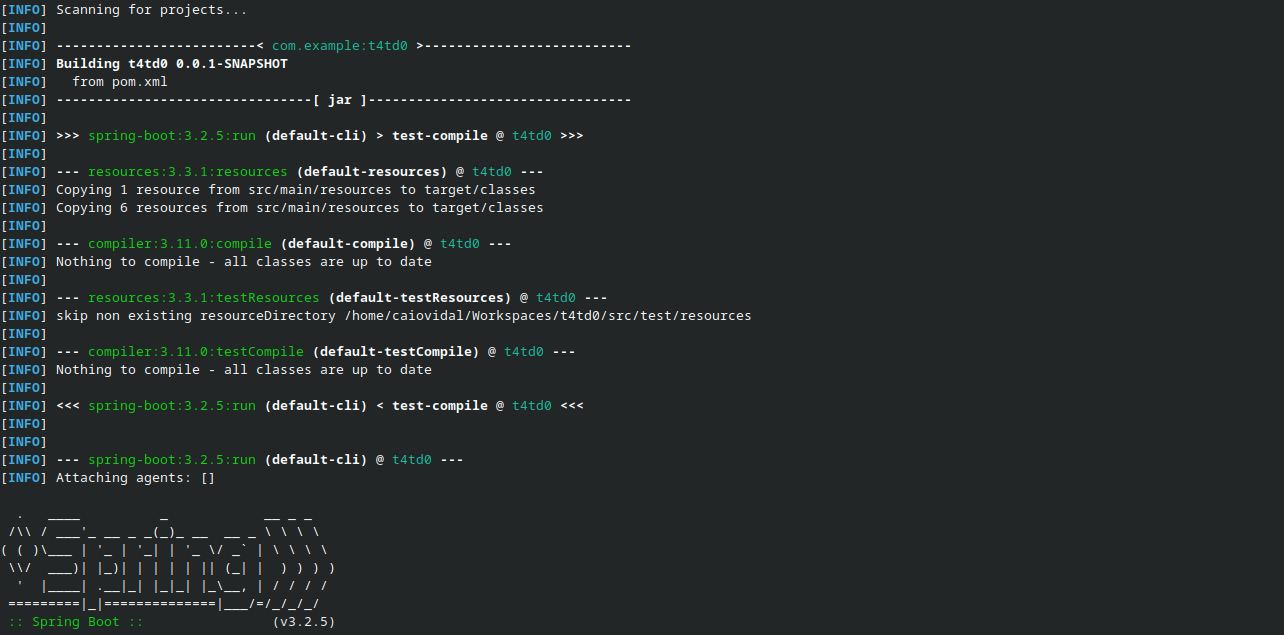 [INFO] Scanning for projects...
[INFO]
[INFO] -------------------------< com.example:t4td0 >--------------------------
[INFO] Building t4td0 0.0.1-SNAPSHOT
[INFO]   from pom.xml
[INFO] --------------------------------[ jar ]---------------------------------
[INFO]
[INFO] >>> spring-boot:3.2.5:run (default-cli) > test-compile @ t4td0 >>>
[INFO]
[INFO] --- resources:3.3.1:resources (default-resources) @ t4td0 ---
[INFO] Copying 1 resource from src/main/resources to target/classes
[INFO] Copying 6 resources from src/main/resources to target/classes
[INFO]
[INFO] --- compiler:3.11.0:compile (default-compile) @ t4td0 ---
[INFO] Nothing to compile - all classes are up to date
[INFO]
[INFO] --- resources:3.3.1:testResources (default-testResources) @ t4td0 ---
[INFO] skip non existing resourceDirectory /home/caiovidal/Workspaces/t4td0/src/test/resources
[INFO]
[INFO] --- compiler:3.11.0:testCompile (default-testCompile) @ t4td0 ---
[INFO] Nothing to compile - all classes are up to date
[INFO]
[INFO] <<< spring-boot:3.2.5:run (default-cli) < test-compile @ t4td0 <<<
[INFO]
[INFO]
[INFO] --- spring-boot:3.2.5:run (default-cli) @ t4td0 ---
[INFO] Attaching agents: []

  .   ____          _            __ _ _
 /\\ / ___'_ __ _ _(_)_ __  __ _ \ \ \ \
( ( )\___ | '_ | '_| | '_ \/ _` | \ \ \ \
 \\/  ___)| |_)| | | | | || (_| |  ) ) ) )
  '  |____| .__|_| |_|_| |_\__, | / / / /
 =========|_|==============|___/=/_/_/_/
 :: Spring Boot ::                (v3.2.5)